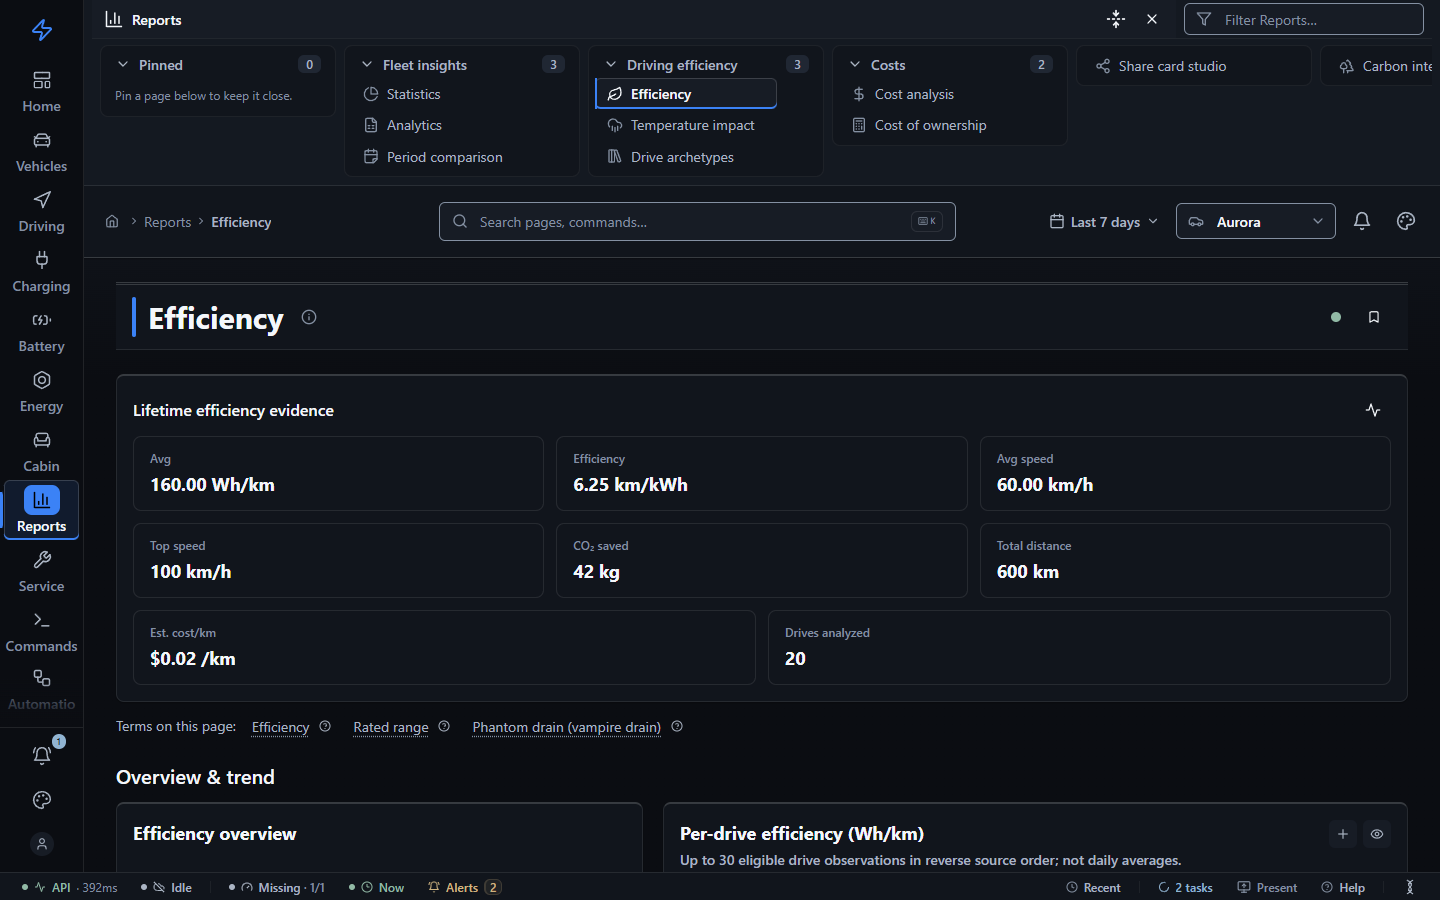 Reports
Filter Reports...
Pinned
0
Pin a page below to keep it close.
Fleet insights
3
Statistics
Analytics
Period comparison
Driving efficiency
3
Efficiency
Temperature impact
Drive archetypes
Costs
2
Cost analysis
Cost of ownership
Share card studio
Carbon inte
Home
Vehicles
Driving
Charging
Battery
Energy
Cabin
Reports
Service
Commands
Automatio
1
Reports
Efficiency
Search pages, commands...
K
Last 7 days
Aurora
Efficiency
Lifetime efficiency evidence
Avg
160.00 Wh/km
Efficiency
6.25 km/kWh
Avg speed
60.00 km/h
Top speed
100 km/h
CO₂ saved
42 kg
Total distance
600 km
Est. cost/km
$0.02 /km
Drives analyzed
20
Terms on this page: Efficiency Rated range Phantom drain (vampire drain)
Overview & trend
Efficiency overview
Per-drive efficiency (Wh/km)
Up to 30 eligible drive observations in reverse source order; not daily averages.
API · 392ms
Idle
Missing · 1/1
Now
Alerts 2
Recent
2 tasks
Present
Help